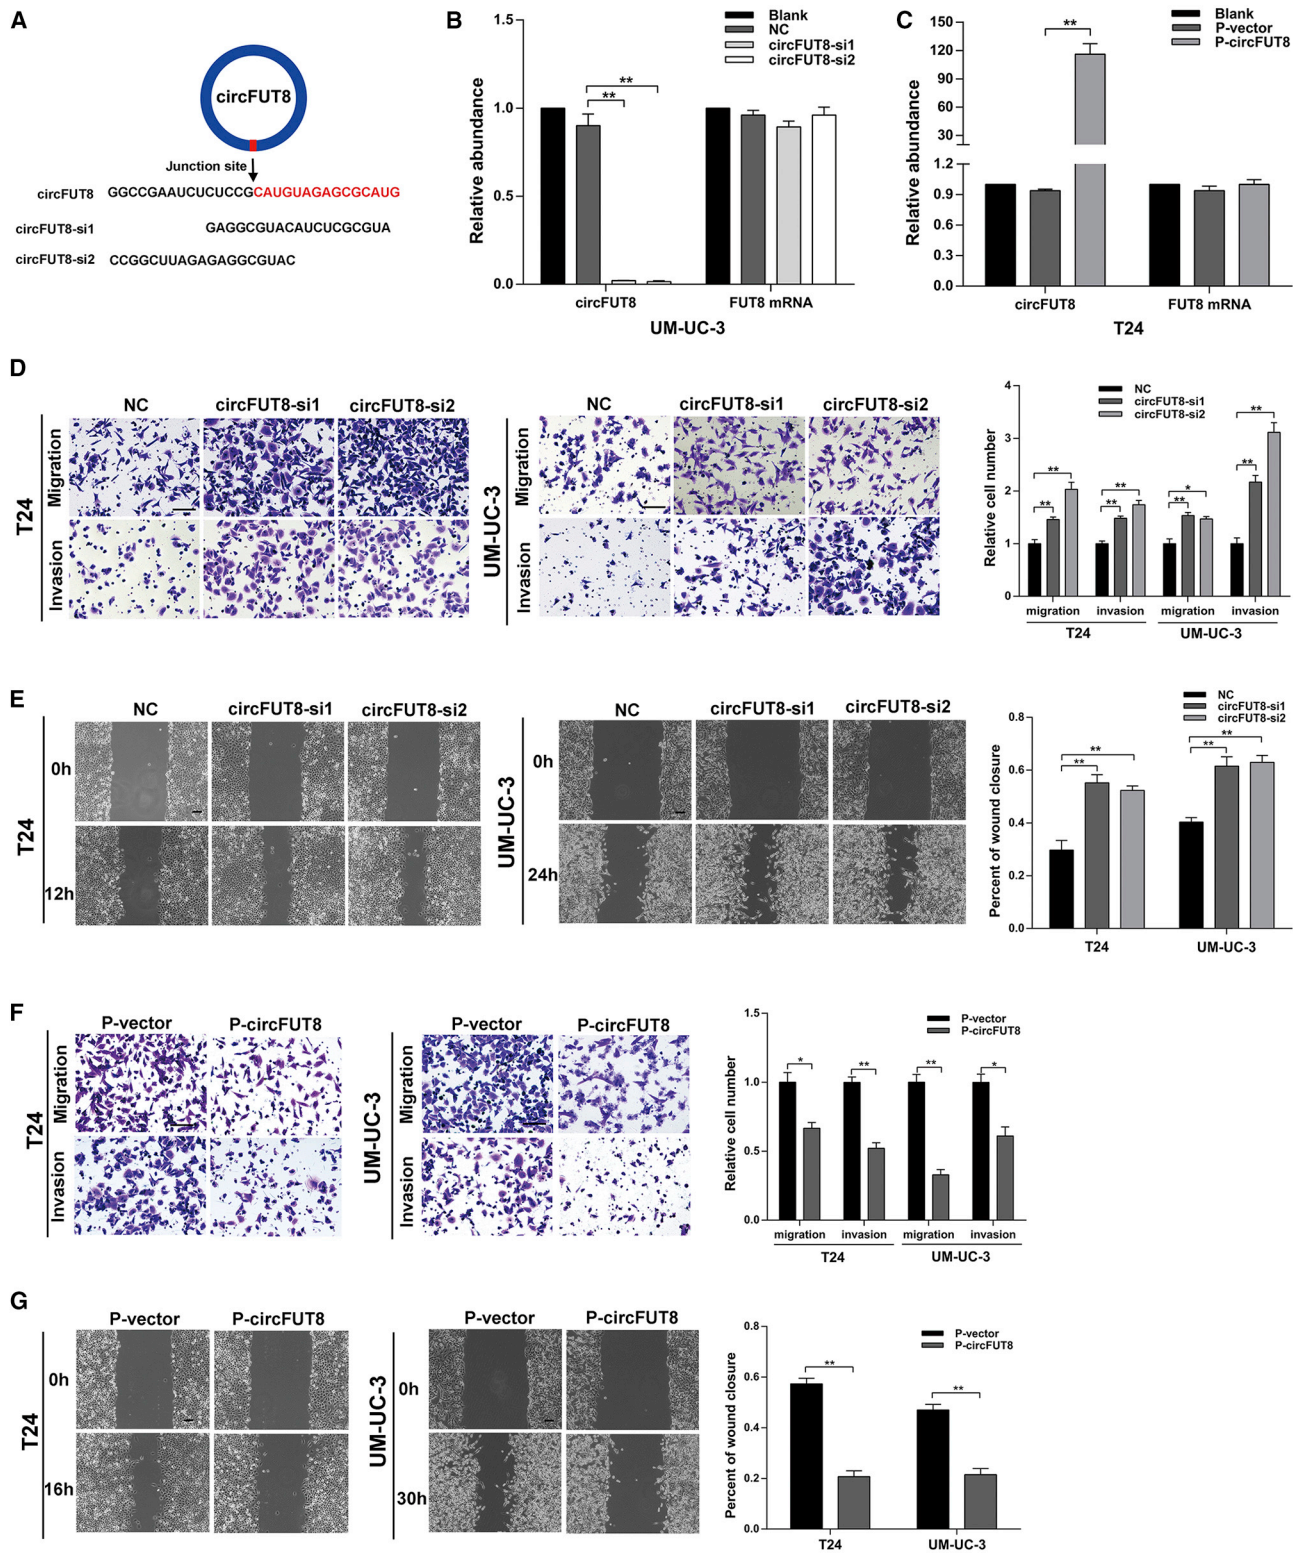 A
circFUT8
Junction site
circFUT8 GGCCGAAUCUCUCCGCAUGUAGAGCGCAUG
circFUT8-si1 GAGGCGUACAUCUCGCGUA
circFUT8-si2 CCGGCUUAGAGAGGCGUAC
B
Relative abundance
1.5
1.0
0.5
0.0
Blank
NC
circFUT8-si1
circFUT8-si2
**
**
circFUT8 FUT8 mRNA
UM-UC-3
C
Relative abundance
150
120
90
60
30
1.2
0.9
0.6
0.3
0.0
Blank
P-vector
P-circFUT8
**
circFUT8 FUT8 mRNA
T24
D
NC circFUT8-si1 circFUT8-si2
T24
Migration
Invasion
NC circFUT8-si1 circFUT8-si2
UM-UC-3
Migration
Invasion
Relative cell number
4
3
2
1
0
NC
circFUT8-si1
circFUT8-si2
** ** ** ** ** * ** **
migration invasion migration invasion
T24 UM-UC-3
E
NC circFUT8-si1 circFUT8-si2
T24
0h
12h
NC circFUT8-si1 circFUT8-si2
UM-UC-3
0h
24h
Percent of wound closure
0.8
0.6
0.4
0.2
0.0
NC
circFUT8-si1
circFUT8-si2
** ** ** **
T24 UM-UC-3
F
P-vector P-circFUT8
T24
Migration
Invasion
P-vector P-circFUT8
UM-UC-3
Migration
Invasion
Relative cell number
1.5
1.0
0.5
0.0
P-vector
P-circFUT8
* ** ** *
migration invasion migration invasion
T24 UM-UC-3
G
P-vector P-circFUT8
T24
0h
16h
P-vector P-circFUT8
UM-UC-3
0h
30h
Percent of wound closure
0.8
0.6
0.4
0.2
0.0
P-vector
P-circFUT8
** **
T24 UM-UC-3